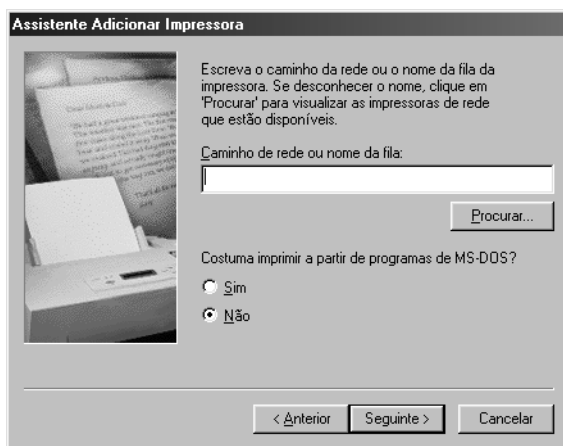 Assistente Adicionar Impressora
Escreva o caminho da rede ou o nome da fila da
impressora. Se desconhecer o nome, clique em
'Procurar' para visualizar as impressoras de rede
que estão disponíveis.
Caminho de rede ou nome da fila:
Procurar...
Costuma imprimir a partir de programas de MS-DOS?
Sim
Não
< Anterior
Seguinte >
Cancelar